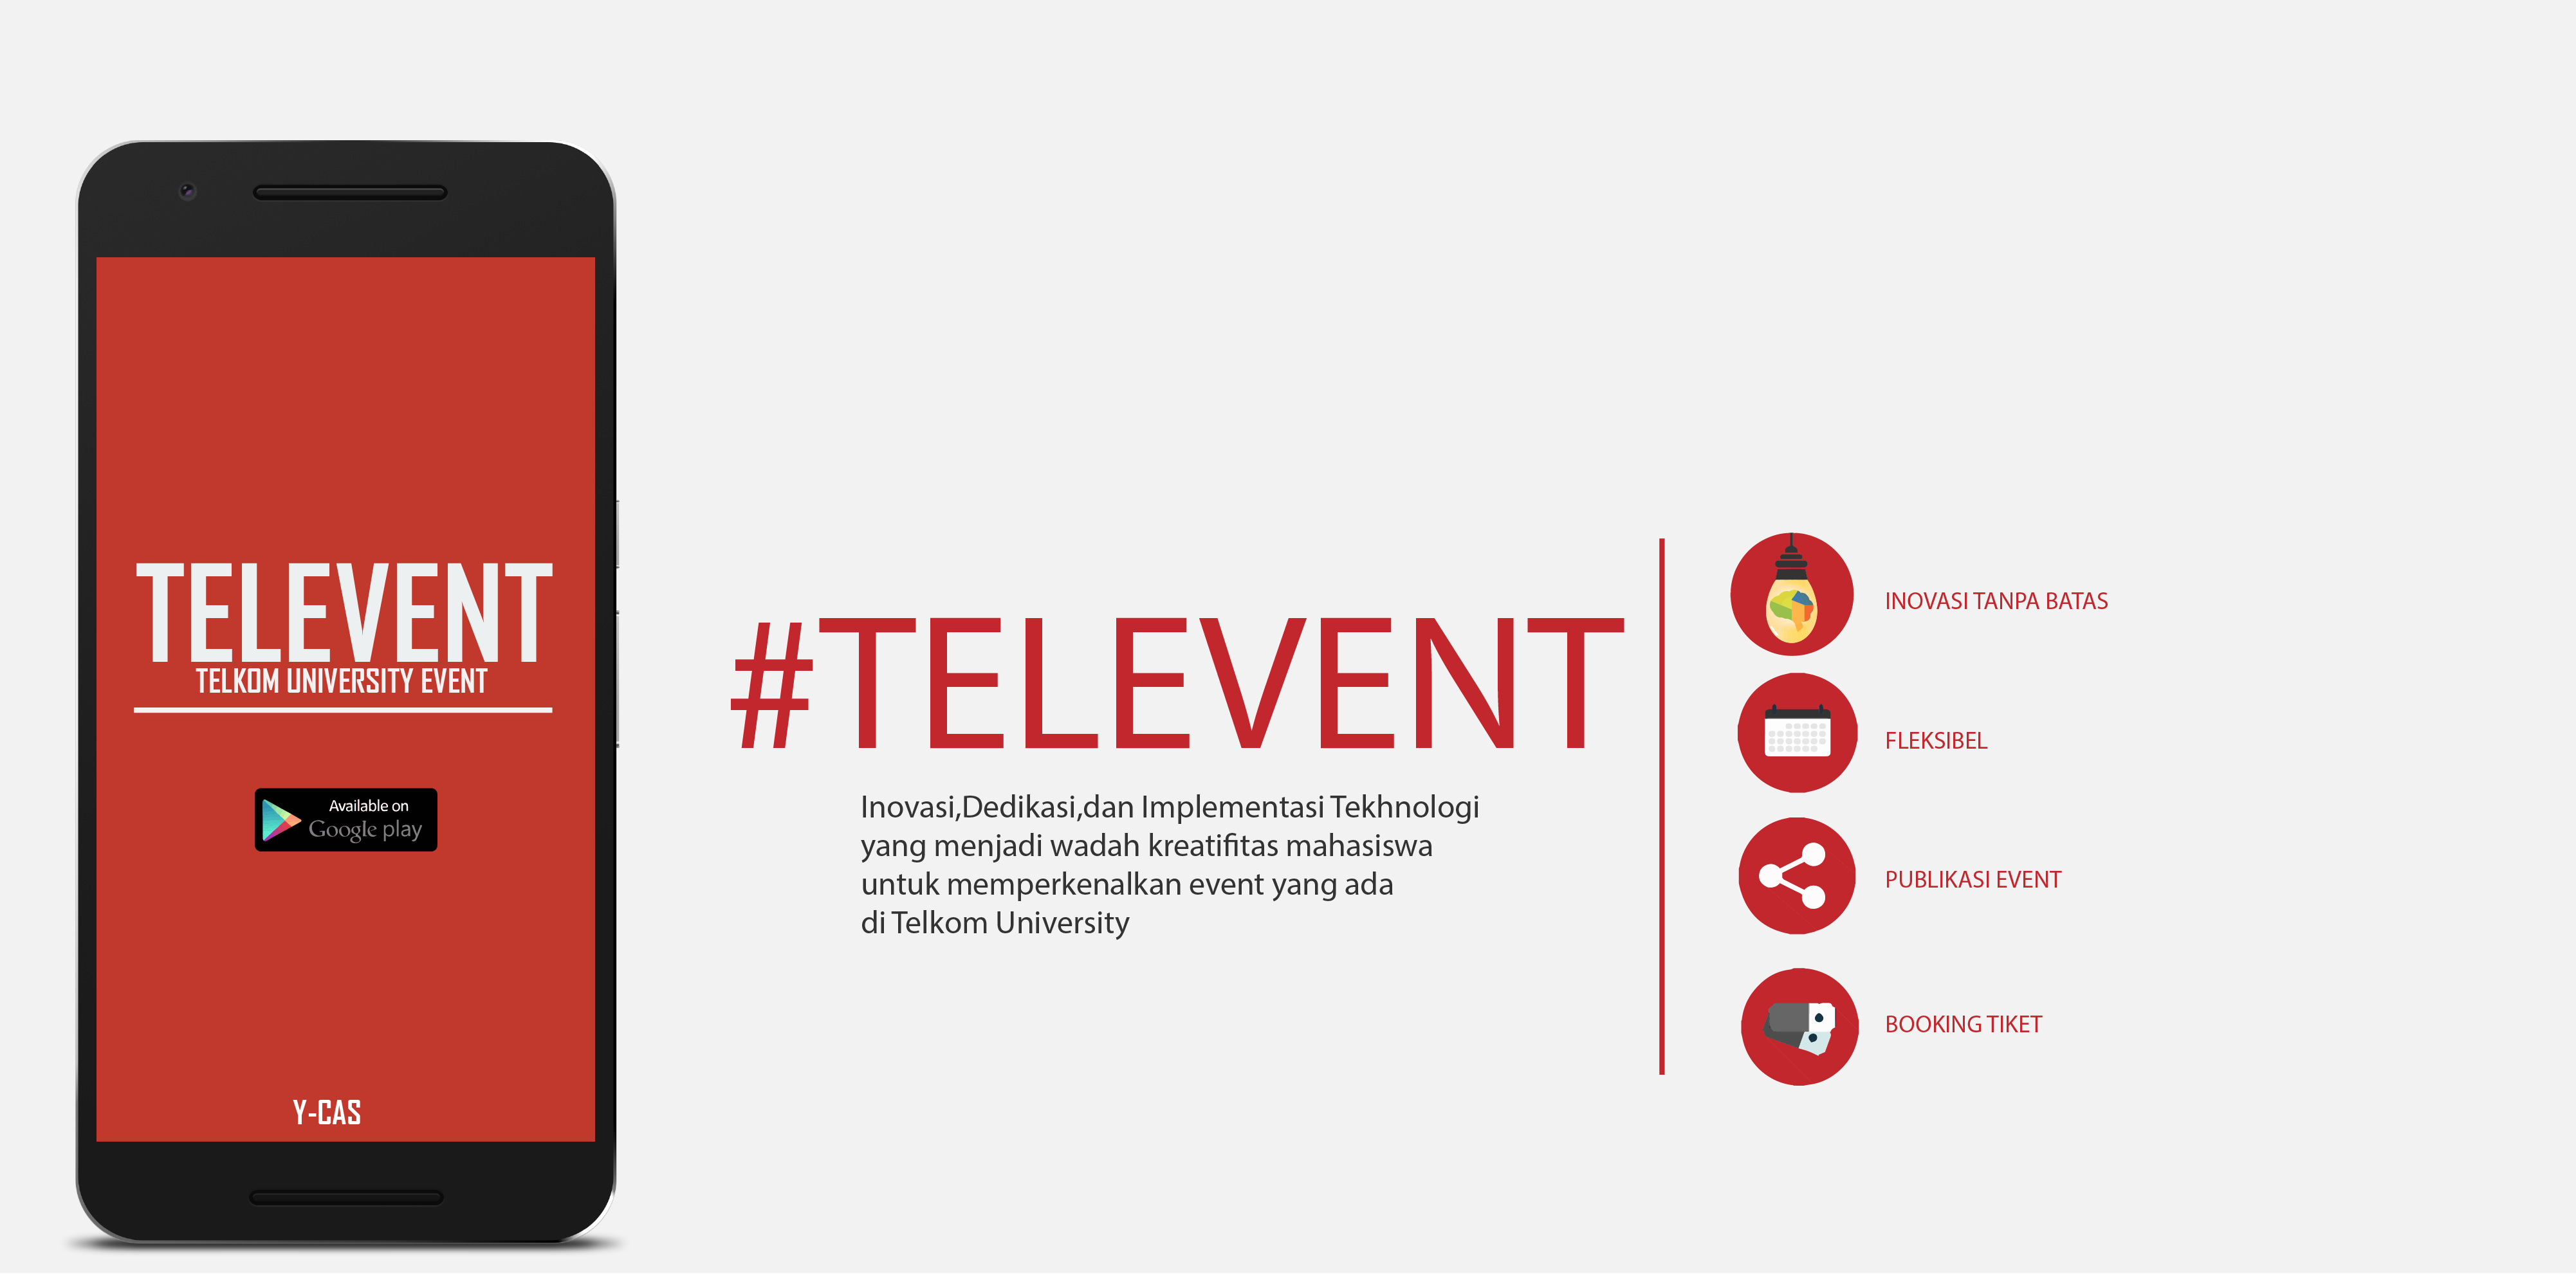 TELEVENT
TELKOM UNIVERSITY EVENT
Available on
Google play
Y-CAS
#TELEVENT
Inovasi,Dedikasi,dan Implementasi Tekhnologi
yang menjadi wadah kreatifitas mahasiswa
untuk memperkenalkan event yang ada
di Telkom University
INOVASI TANPA BATAS
FLEKSIBEL
PUBLIKASI EVENT
BOOKING TIKET